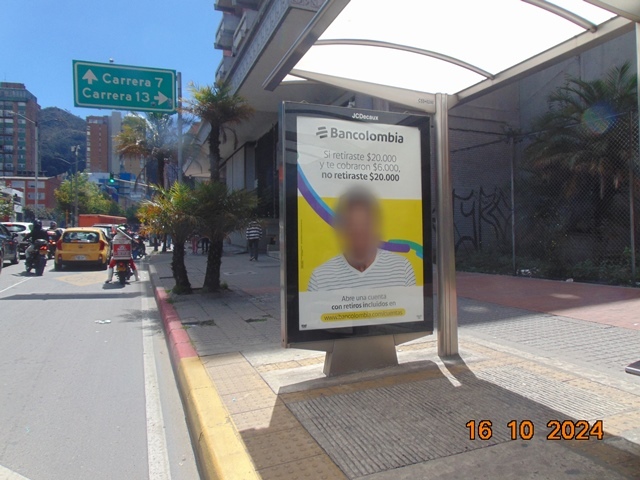 Carrera 7
Carrera 13
JCDecaux
Bancolombia
Si retiraste $20.000
y te cobraron $6.000,
no retiraste $20.000
Abre una cuenta
con retiros incluidos en
16 10 2024